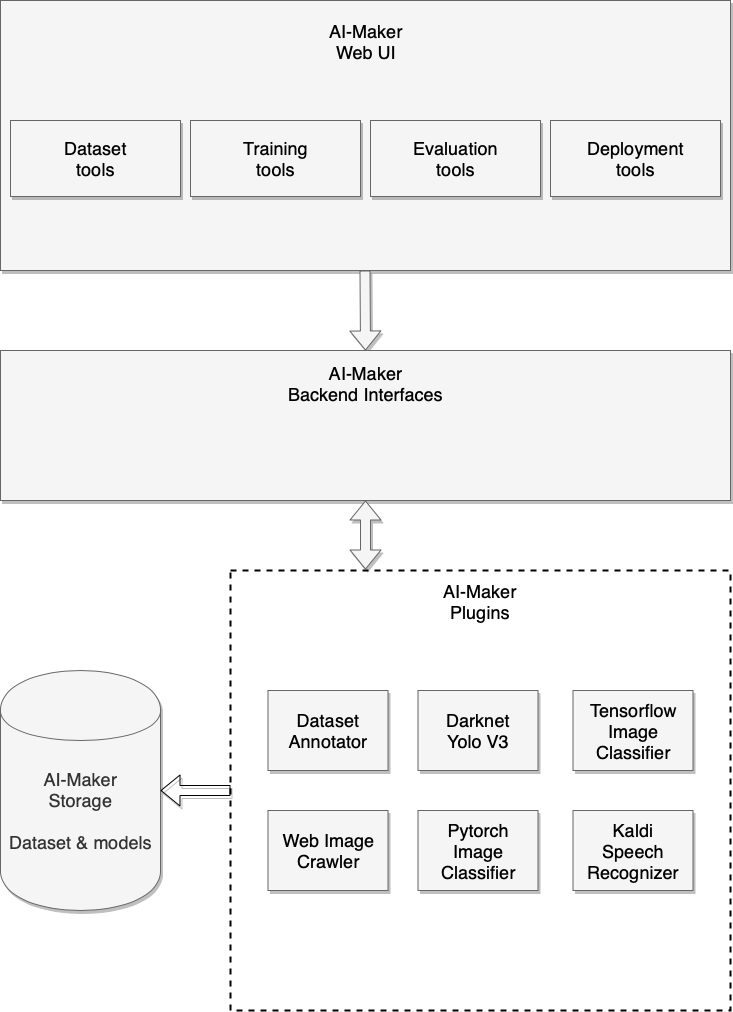 AI-Maker
Web UI
Dataset
tools
Training
tools
Evaluation
tools
Deployment
tools
AI-Maker
Backend Interfaces
AI-Maker
Plugins
Dataset
Annotator
Darknet
Yolo V3
Tensorflow
Image
Classifier
AI-Maker
Storage
Dataset & models
Web Image
Crawler
Pytorch
Image
Classifier
Kaldi
Speech
Recognizer